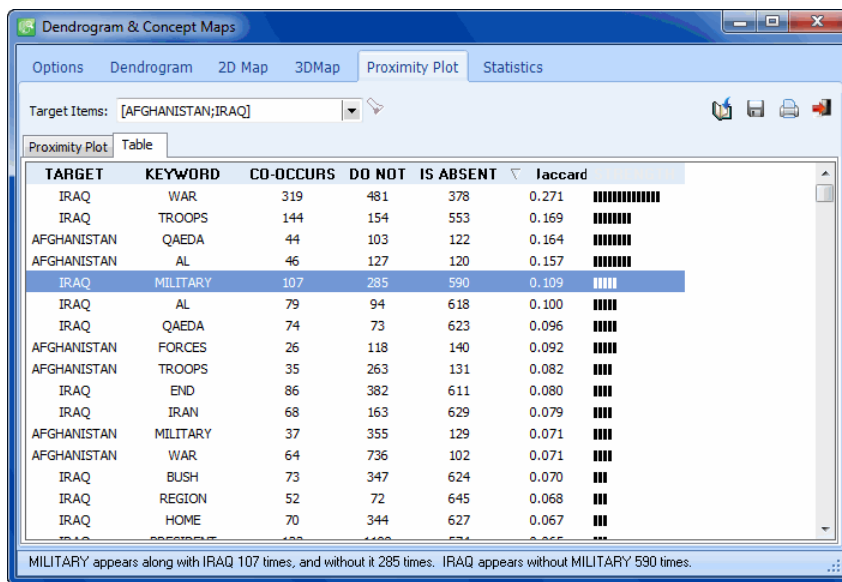 Dendrogram & Concept Maps
Options Dendrogram 2D Map 3DMap Proximity Plot Statistics
Target Items: [AFGHANISTAN;IRAQ]
Proximity Plot Table
TARGET KEYWORD CO-OCCURS DO NOT IS ABSENT Jaccard
IRAQ WAR 319 481 378 0.271
IRAQ TROOPS 144 154 553 0.169
AFGHANISTAN QAEDA 44 103 122 0.164
AFGHANISTAN AL 46 127 120 0.157
IRAQ MILITARY 107 285 590 0.109
IRAQ AL 79 94 618 0.100
IRAQ QAEDA 74 73 623 0.096
AFGHANISTAN FORCES 26 118 140 0.092
AFGHANISTAN TROOPS 35 263 131 0.082
IRAQ END 86 382 611 0.080
IRAQ IRAN 68 163 629 0.079
AFGHANISTAN MILITARY 37 355 129 0.071
AFGHANISTAN WAR 64 736 102 0.071
IRAQ BUSH 73 347 624 0.070
IRAQ REGION 52 72 645 0.068
IRAQ HOME 70 344 627 0.067
IRAQ PRESIDENT
MILITARY appears along with IRAQ 107 times, and without it 285 times. IRAQ appears without MILITARY 590 times.